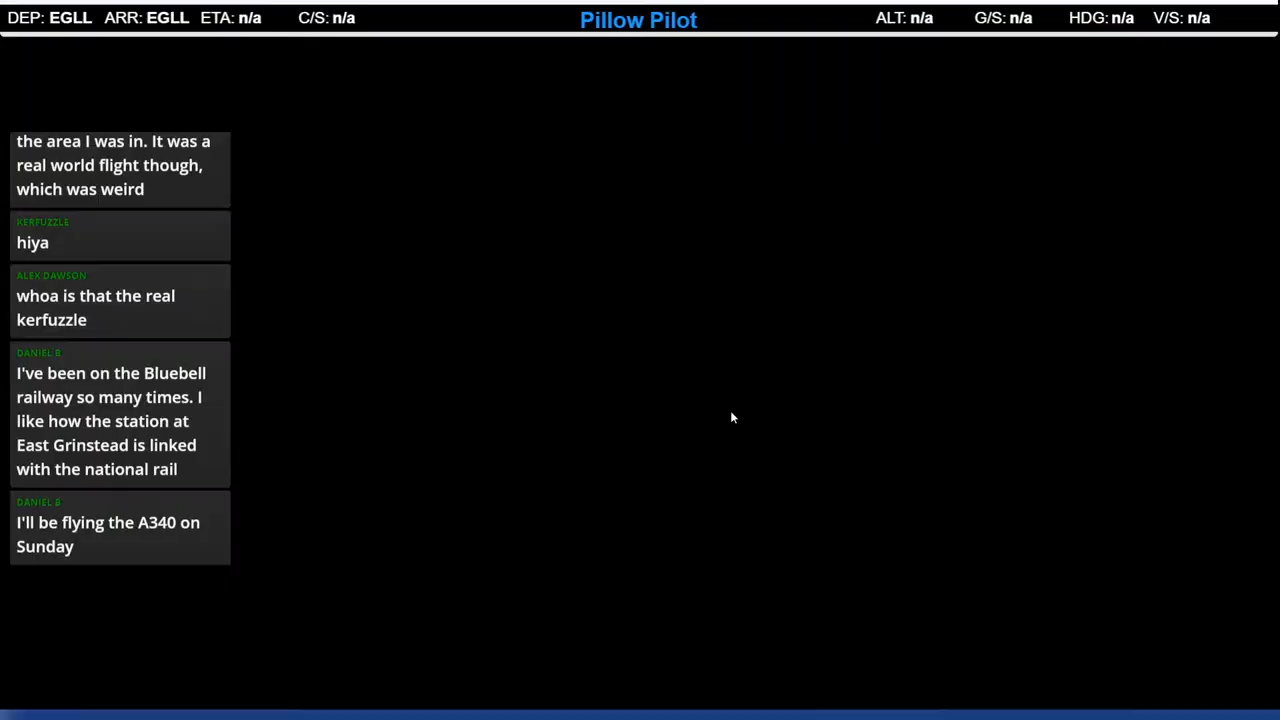 DEP: EGLL ARR: EGLL ETA: n/a C/S: n/a Pillow Pilot ALT: n/a G/S: n/a HDG: n/a V/S: n/a
the area I was in. It was a
real world flight though,
which was weird
KERFUZZLE
hiya
ALEX DAWSON
whoa is that the real
kerfuzzle
DANIEL B
I've been on the Bluebell
railway so many times. I
like how the station at
East Grinstead is linked
with the national rail
DANIEL B
I'll be flying the A340 on
Sunday